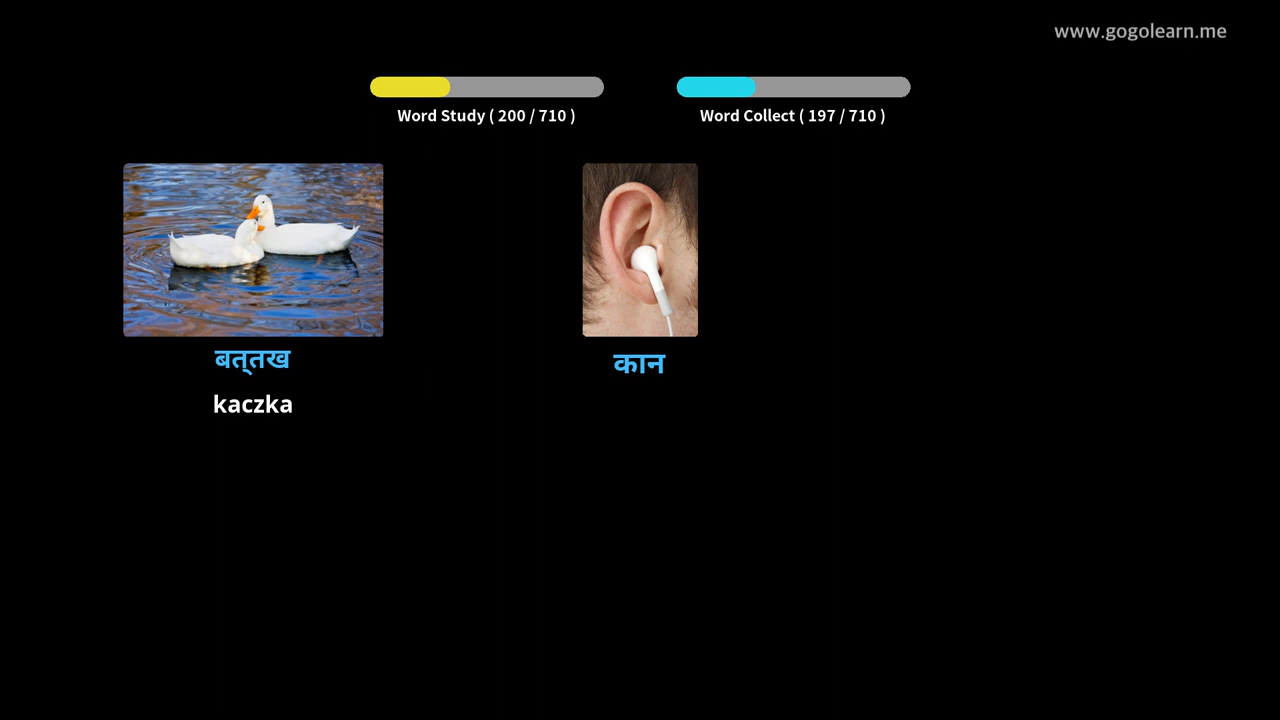 www.gogolearn.me
Word Study ( 200 / 710 )
Word Collect ( 197 / 710 )
बत्तख
कान
kaczka